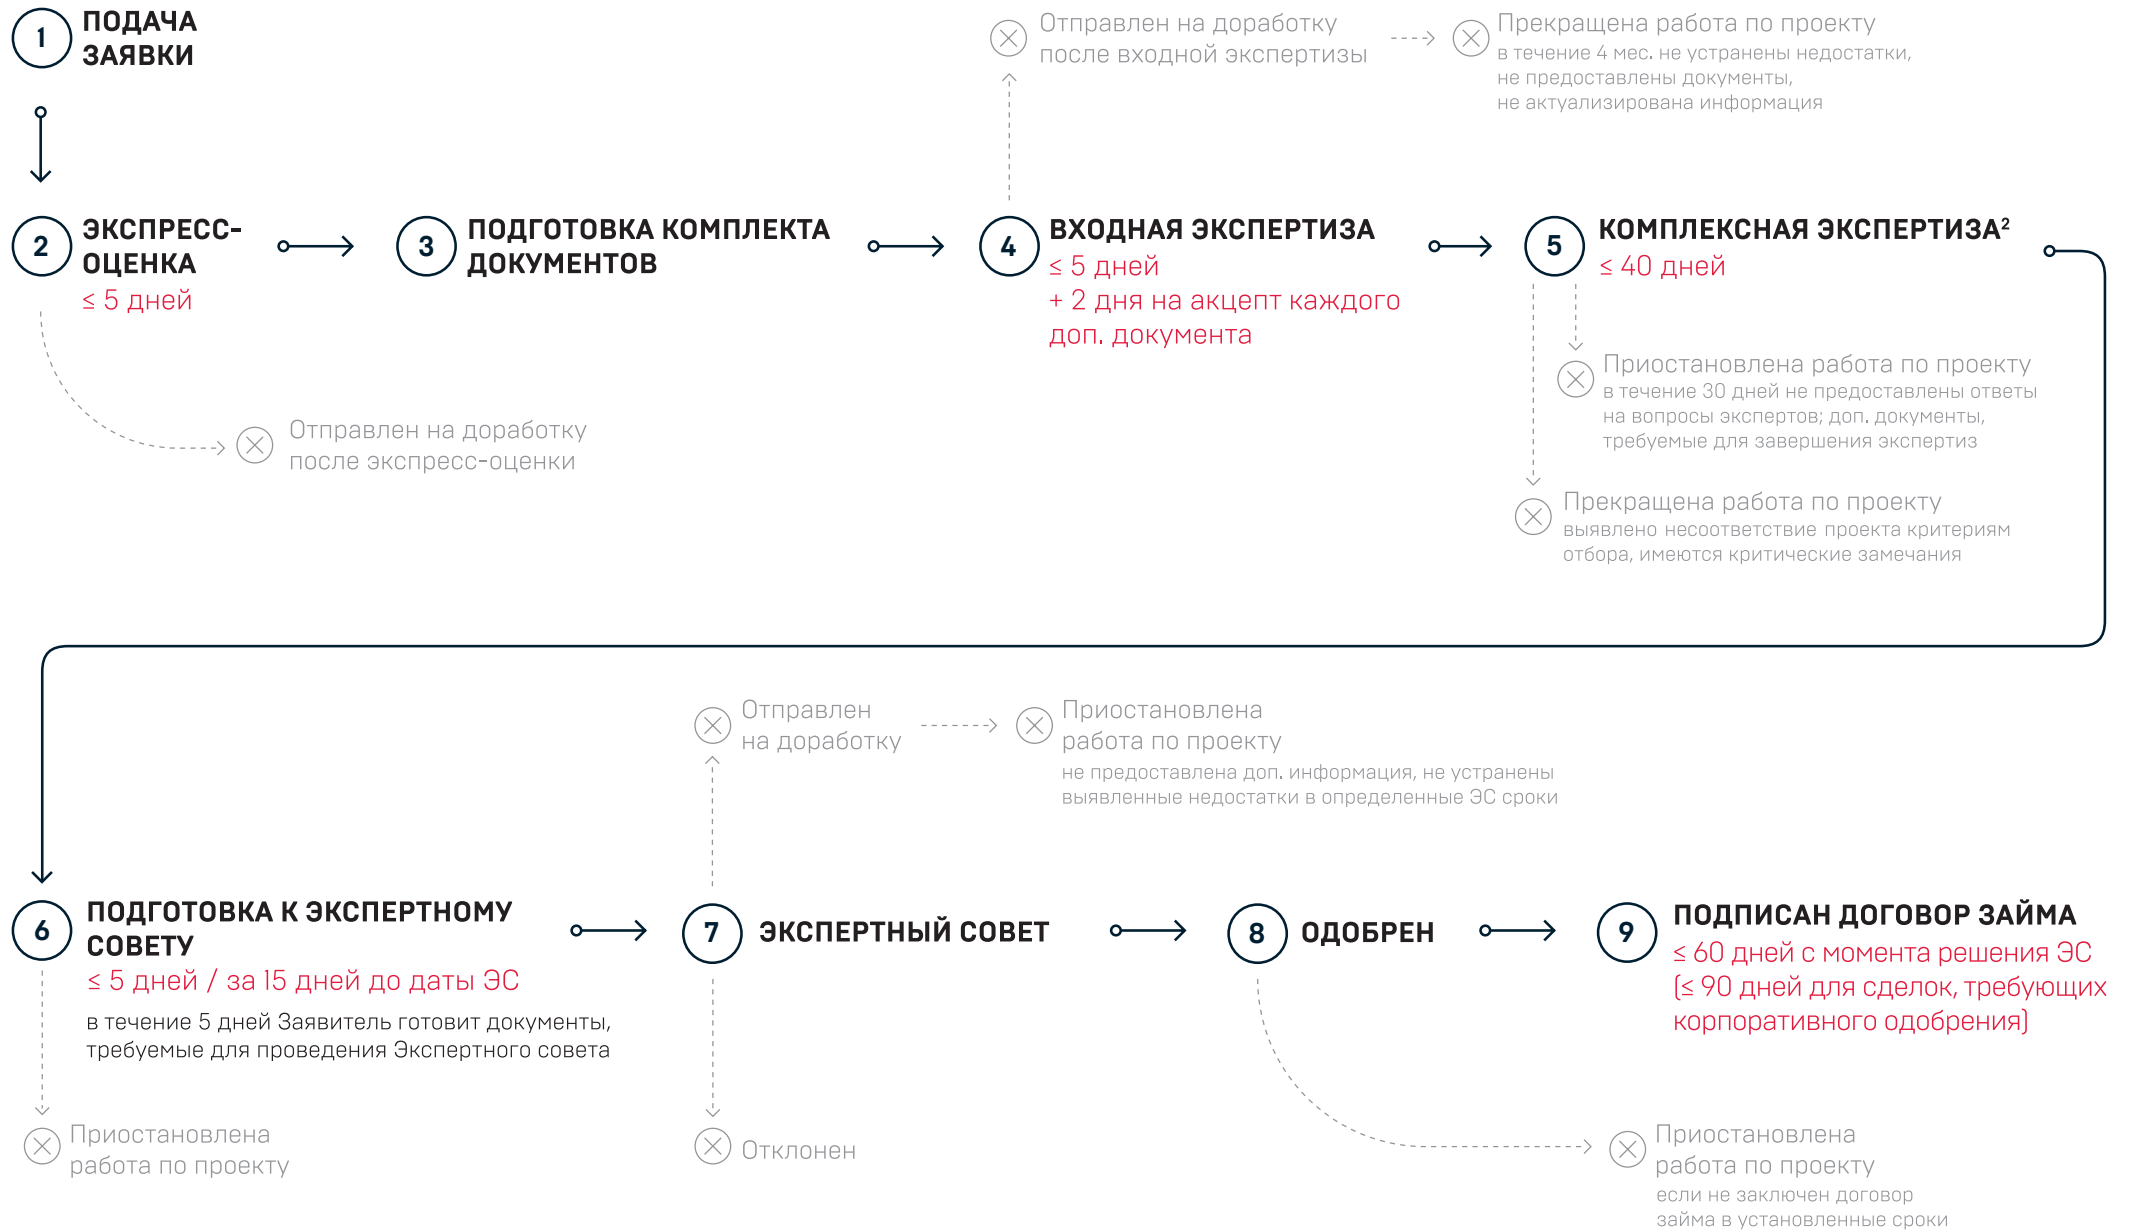 1
ПОДАЧА
ЗАЯВКИ
Отправлен на доработку
после входной экспертизы
Прекращена работа по проекту
в течение 4 мес. не устранены недостатки,
не предоставлены документы,
не актуализирована информация
2
ЭКСПРЕСС-
ОЦЕНКА
≤ 5 дней
3
ПОДГОТОВКА КОМПЛЕКТА
ДОКУМЕНТОВ
4
ВХОДНАЯ ЭКСПЕРТИЗА
≤ 5 дней
+ 2 дня на акцепт каждого
доп. документа
5
КОМПЛЕКСНАЯ ЭКСПЕРТИЗА²
≤ 40 дней
Приостановлена работа по проекту
в течение 30 дней не предоставлены ответы
на вопросы экспертов; доп. документы,
требуемые для завершения экспертиз
Отправлен на доработку
после экспресс-оценки
Прекращена работа по проекту
выявлено несоответствие проекта критериям
отбора, имеются критические замечания
Отправлен
на доработку
Приостановлена
работа по проекту
не предоставлена доп. информация, не устранены
выявленные недостатки в определенные ЭС сроки
6
ПОДГОТОВКА К ЭКСПЕРТНОМУ
СОВЕТУ
≤ 5 дней / за 15 дней до даты ЭС
в течение 5 дней Заявитель готовит документы,
требуемые для проведения Экспертного совета
7
ЭКСПЕРТНЫЙ СОВЕТ
8
ОДОБРЕН
9
ПОДПИСАН ДОГОВОР ЗАЙМА
≤ 60 дней с момента решения ЭС
(≤ 90 дней для сделок, требующих
корпоративного одобрения)
Приостановлена
работа по проекту
Отклонен
Приостановлена
работа по проекту
если не заключен договор
займа в установленные сроки